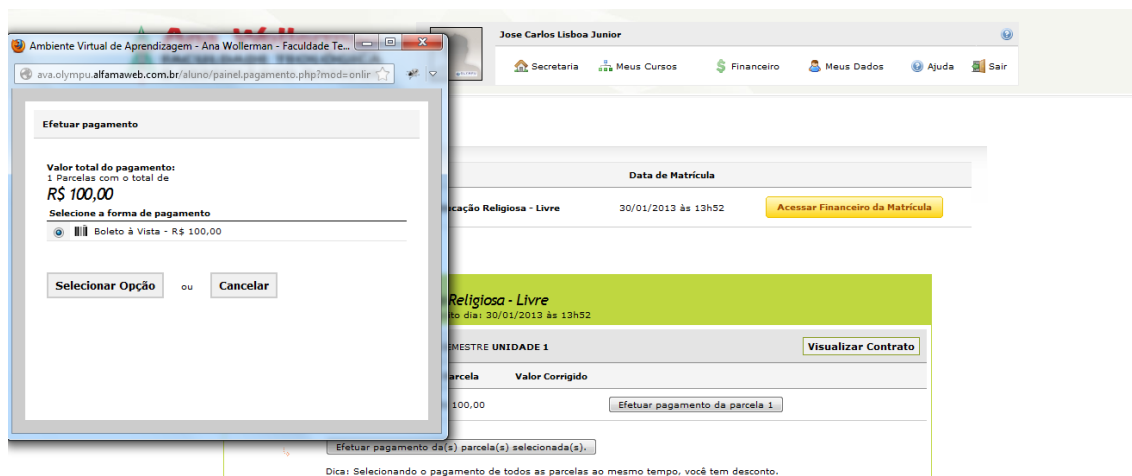 Ambiente Virtual de Aprendizagem - Ana Wollerman - Faculdade Te...
ava.olympu.alfamaweb.com.br/aluno/painel.pagamento.php?mod=onlir
Efetuar pagamento
Valor total do pagamento:
1 Parcelas com o total de
R$ 100,00
Selecione a forma de pagamento
Boleto à Vista - R$ 100,00
Selecionar Opção ou Cancelar
Jose Carlos Lisboa Junior
Secretaria Meus Cursos Financeiro Meus Dados Ajuda Sair
Data de Matrícula
Religiosa - Livre 30/01/2013 às 13h52 Acessar Financeiro da Matrícula
Religiosa - Livre
dia: 30/01/2013 às 13h52
UNIDADE 1 Visualizar Contrato
Valor Corrigido
100,00 Efetuar pagamento da parcela 1
Efetuar pagamento da(s) parcela(s) selecionada(s).
Dica: Selecionando o pagamento de todos as parcelas ao mesmo tempo, você tem desconto.